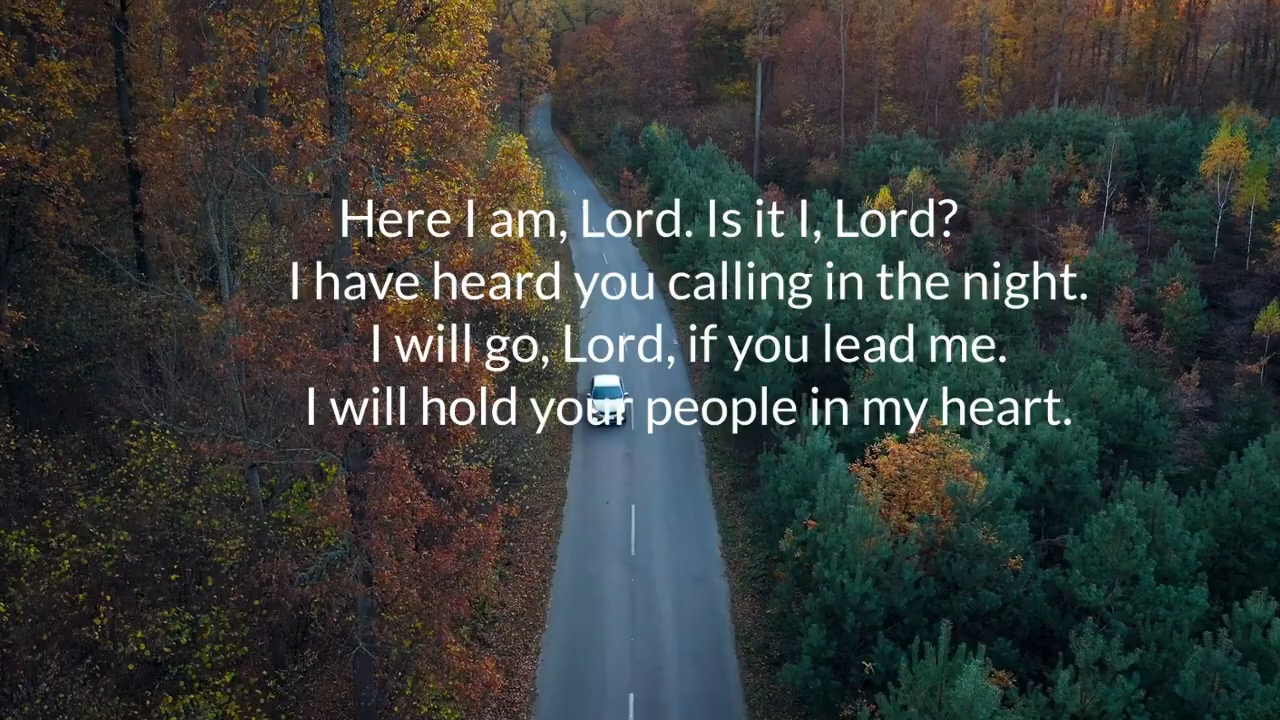 Here I am, Lord. Is it I, Lord?
I have heard you calling in the night.
I will go, Lord, if you lead me.
I will hold your people in my heart.